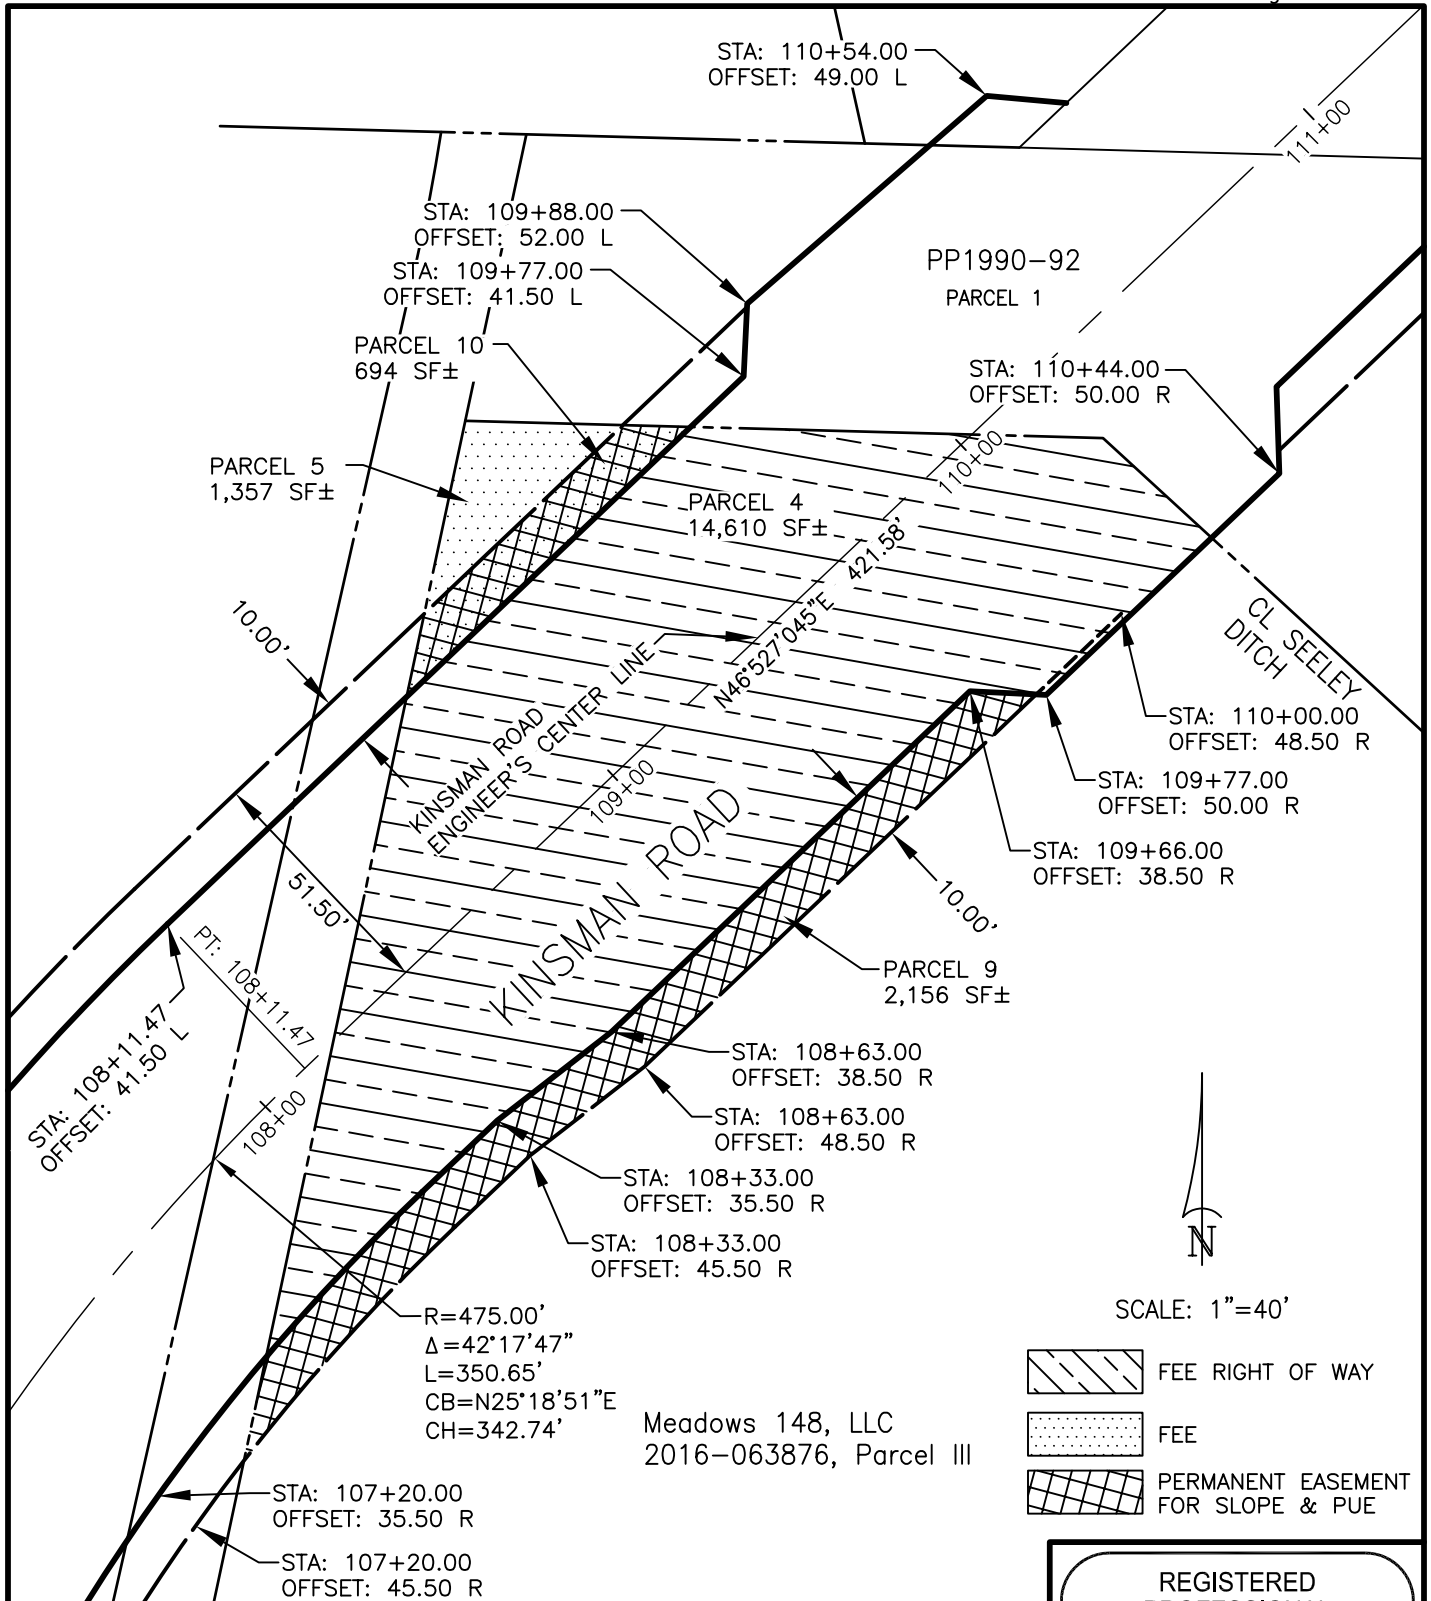 STA: 110+54.00
OFFSET: 49.00 L
111+00
STA: 109+88.00
OFFSET: 52.00 L
STA: 109+77.00
OFFSET: 41.50 L
PP1990-92
PARCEL 1
PARCEL 10
694 SF±
STA: 110+44.00
OFFSET: 50.00 R
PARCEL 5
1,357 SF±
110+00
PARCEL 4
14,610 SF±
N46°527'045"E 421.58'
10.00'
CL SEELEY
DITCH
KINSMAN ROAD
ENGINEER'S CENTER LINE
STA: 110+00.00
OFFSET: 48.50 R
109+00
STA: 109+77.00
OFFSET: 50.00 R
KINSMAN ROAD
STA: 109+66.00
OFFSET: 38.50 R
51.50'
10.00'
PT: 108+11.47
PARCEL 9
2,156 SF±
STA: 108+11.47
OFFSET: 41.50 L
108+00
STA: 108+63.00
OFFSET: 38.50 R
STA: 108+63.00
OFFSET: 48.50 R
STA: 108+33.00
OFFSET: 35.50 R
STA: 108+33.00
OFFSET: 45.50 R
N
SCALE: 1"=40'
R=475.00'
Δ=42°17'47"
L=350.65'
CB=N25°18'51"E
CH=342.74'
FEE RIGHT OF WAY
FEE
PERMANENT EASEMENT
FOR SLOPE & PUE
Meadows 148, LLC
2016-063876, Parcel III
STA: 107+20.00
OFFSET: 35.50 R
STA: 107+20.00
OFFSET: 45.50 R
REGISTERED